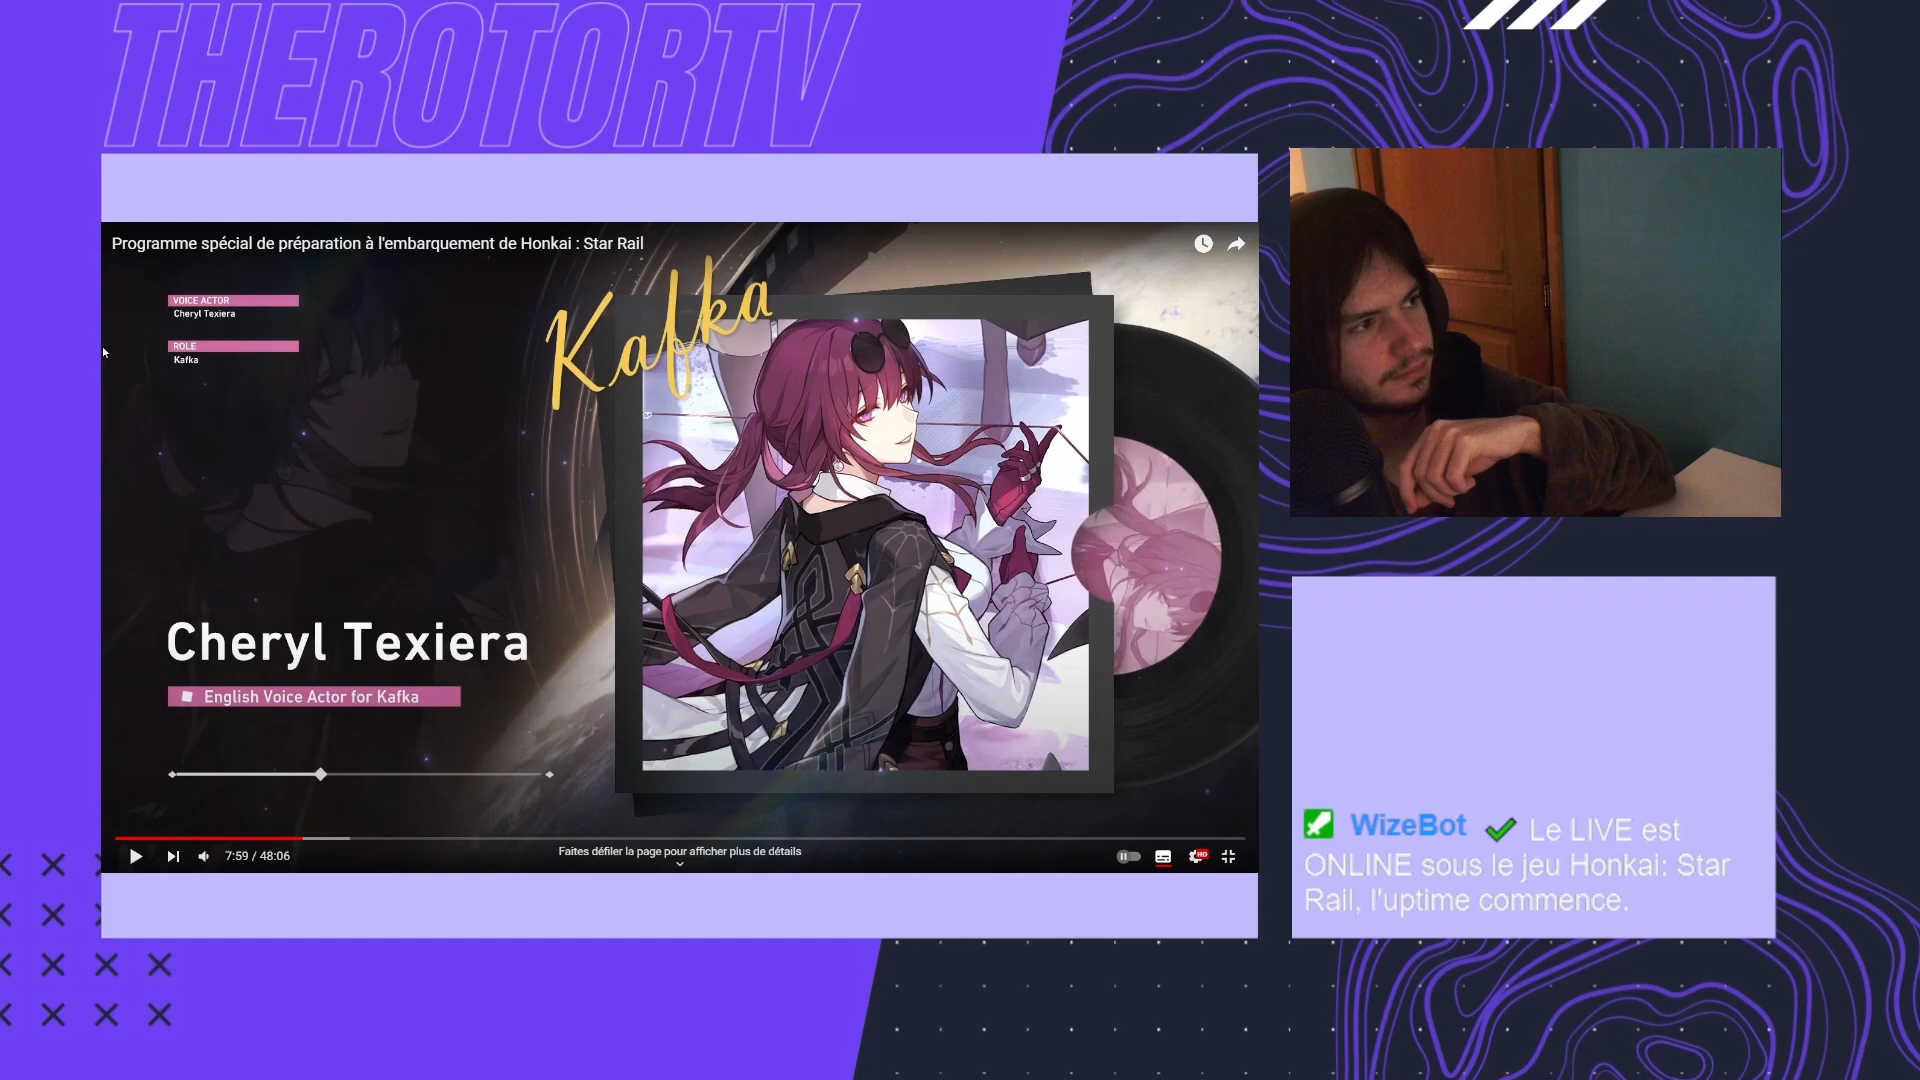 THEROTORTV
Programme spécial de préparation à l'embarquement de Honkai : Star Rail
Kafka
VOICE ACTOR
Cheryl Texiera
ROLE
Kafka
Cheryl Texiera
English Voice Actor for Kafka
7:59 / 48:06
Faites défiler la page pour afficher plus de détails
HD
WizeBot Le LIVE est
ONLINE sous le jeu Honkai: Star
Rail, l'uptime commence.